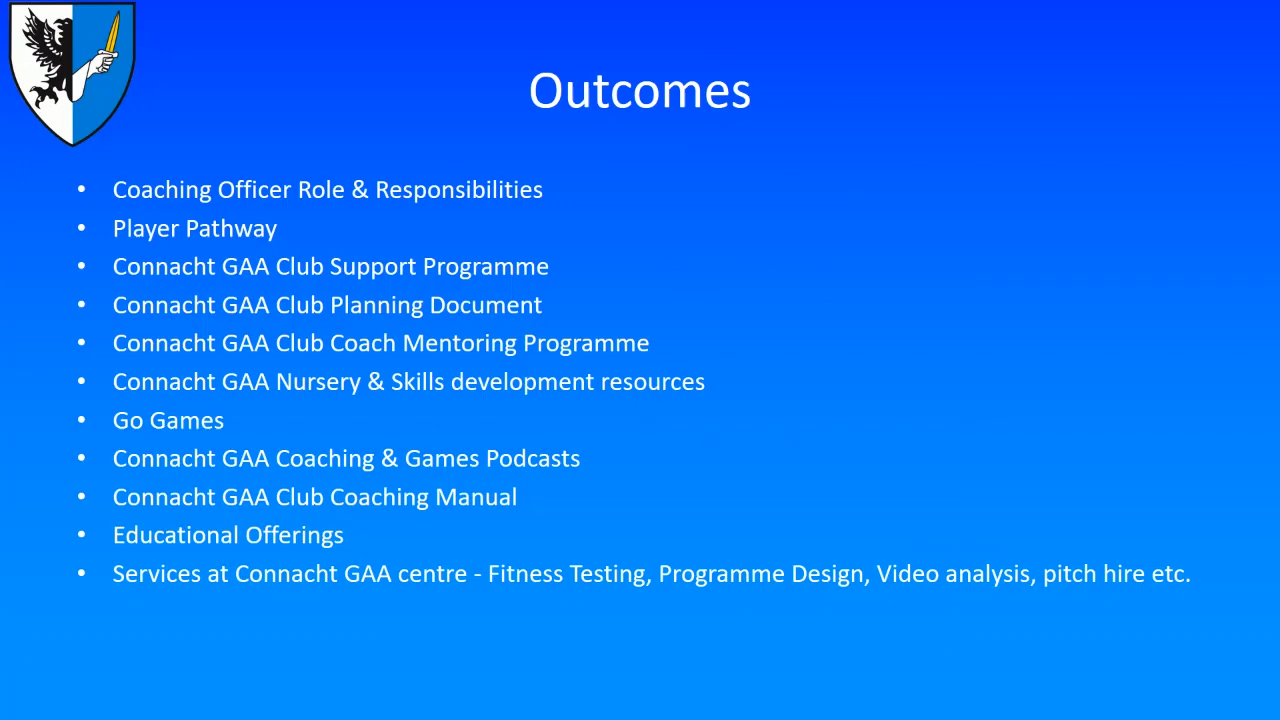 Outcomes
• Coaching Officer Role & Responsibilities
• Player Pathway
• Connacht GAA Club Support Programme
• Connacht GAA Club Planning Document
• Connacht GAA Club Coach Mentoring Programme
• Connacht GAA Nursery & Skills development resources
• Go Games
• Connacht GAA Coaching & Games Podcasts
• Connacht GAA Club Coaching Manual
• Educational Offerings
• Services at Connacht GAA centre - Fitness Testing, Programme Design, Video analysis, pitch hire etc.